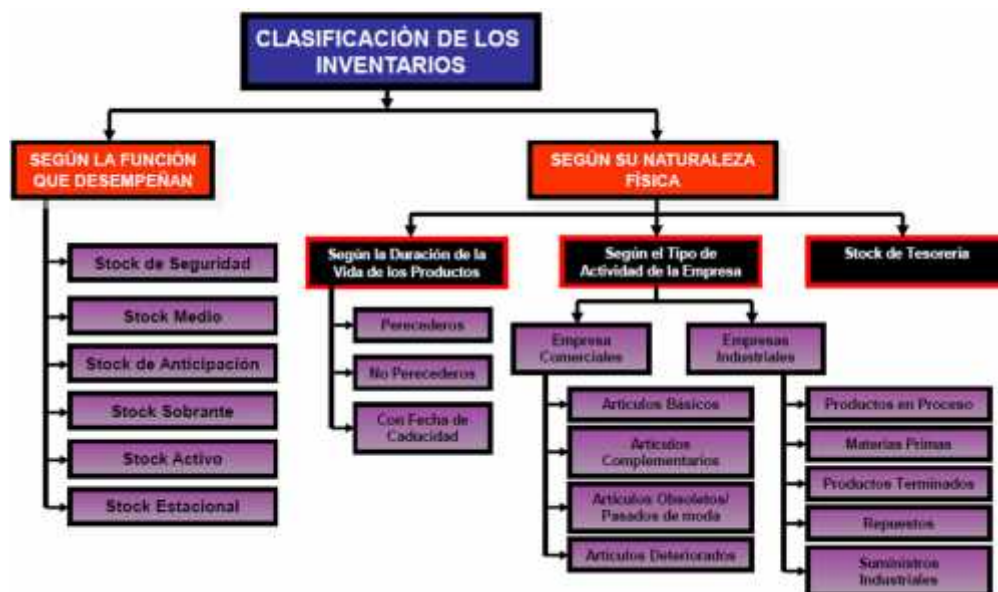 CLASIFICACIÓN DE LOS
INVENTARIOS
SEGÚN LA FUNCIÓN
QUE DESEMPEÑAN
SEGÚN SU NATURALEZA
FÍSICA
Stock de Seguridad
Stock Medio
Stock de Anticipación
Stock Sobrante
Stock Activo
Stock Estacional
Según la Duración de la
Vida de los Productos
Según el Tipo de
Actividad de la Empresa
Stock de Tesorería
Perecederos
No Perecederos
Con Fecha de
Caducidad
Empresa
Comerciales
Artículos Básicos
Artículos
Complementarios
Artículos Obsoletos/
Pasados de moda
Artículos Deteriorados
Empresas
Industriales
Productos en Proceso
Materias Primas
Productos Terminados
Repuestos
Suministros
Industriales